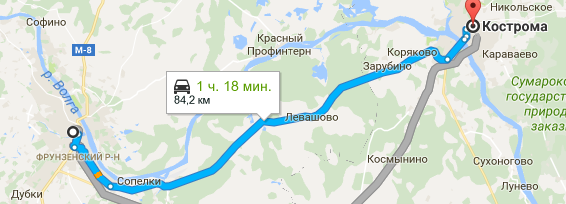 Никольское
Софино
Кострома
Красный
Профинтерн
М-8
Коряково
Караваево
Зарубино
р. Волга
1 ч. 18 мин.
84,2 км
Сумароко
государст
природ
заказ
Левашово
ФРУНЗЕНСКИЙ Р-Н
Космынино
Сухоногово
Сопелки
Дубки
Лунево